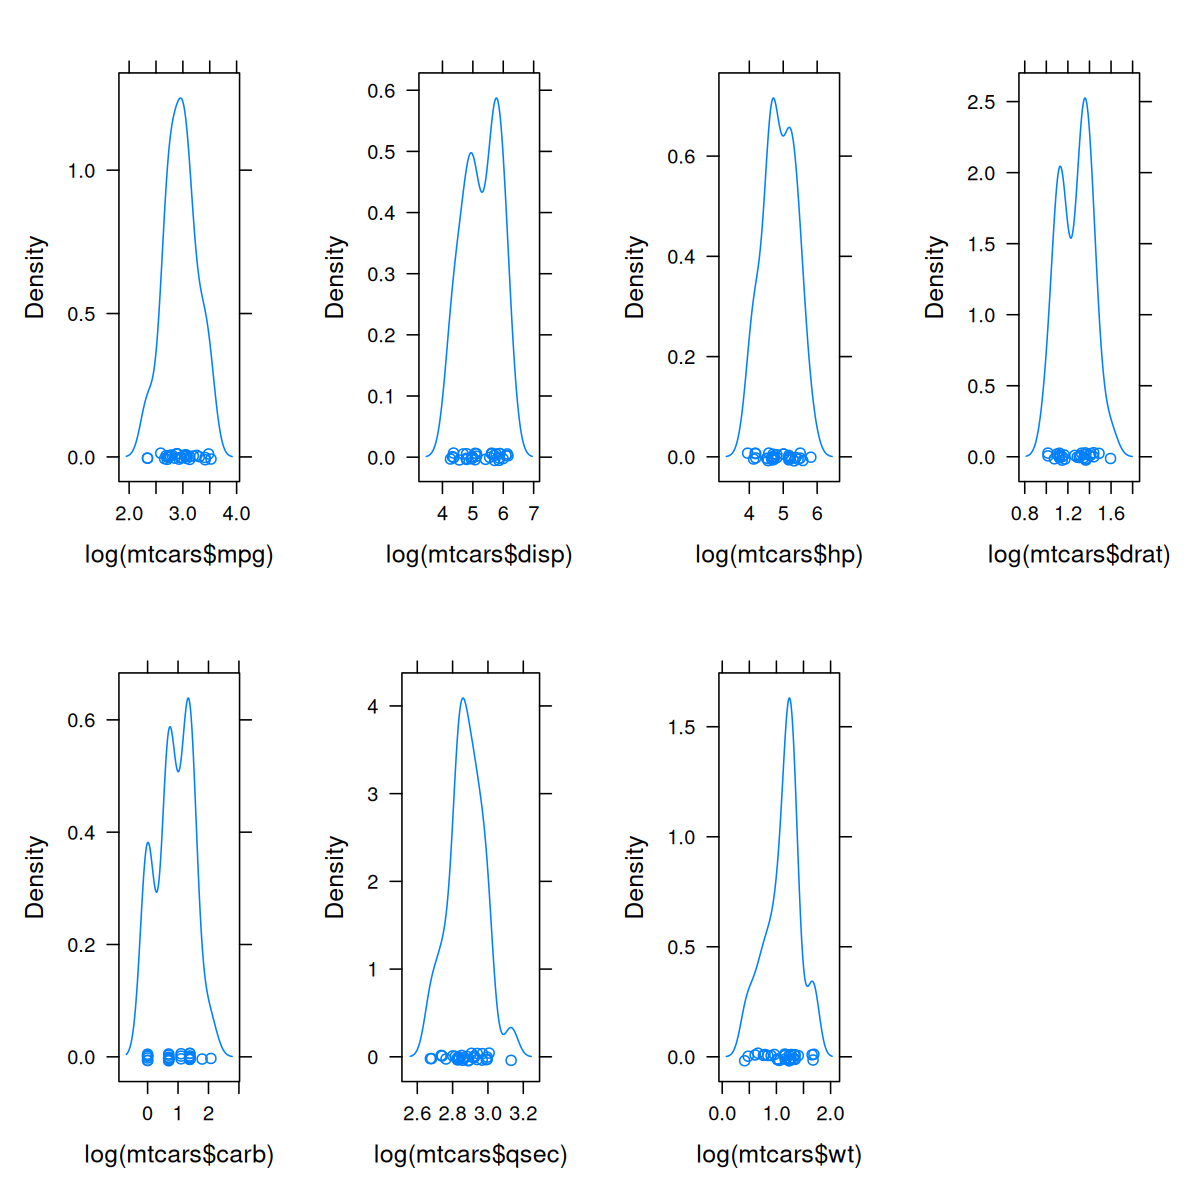 Density
0.0 0.5 1.0
2.0 3.0 4.0
log(mtcars$mpg)
Density
0.0 0.1 0.2 0.3 0.4 0.5 0.6
4 5 6 7
log(mtcars$disp)
Density
0.0 0.2 0.4 0.6
4 5 6
log(mtcars$hp)
Density
0.0 0.5 1.0 1.5 2.0 2.5
0.8 1.2 1.6
log(mtcars$drat)
Density
0.0 0.2 0.4 0.6
0 1 2
log(mtcars$carb)
Density
0 1 2 3 4
2.6 2.8 3.0 3.2
log(mtcars$qsec)
Density
0.0 0.5 1.0 1.5
0.0 1.0 2.0
log(mtcars$wt)